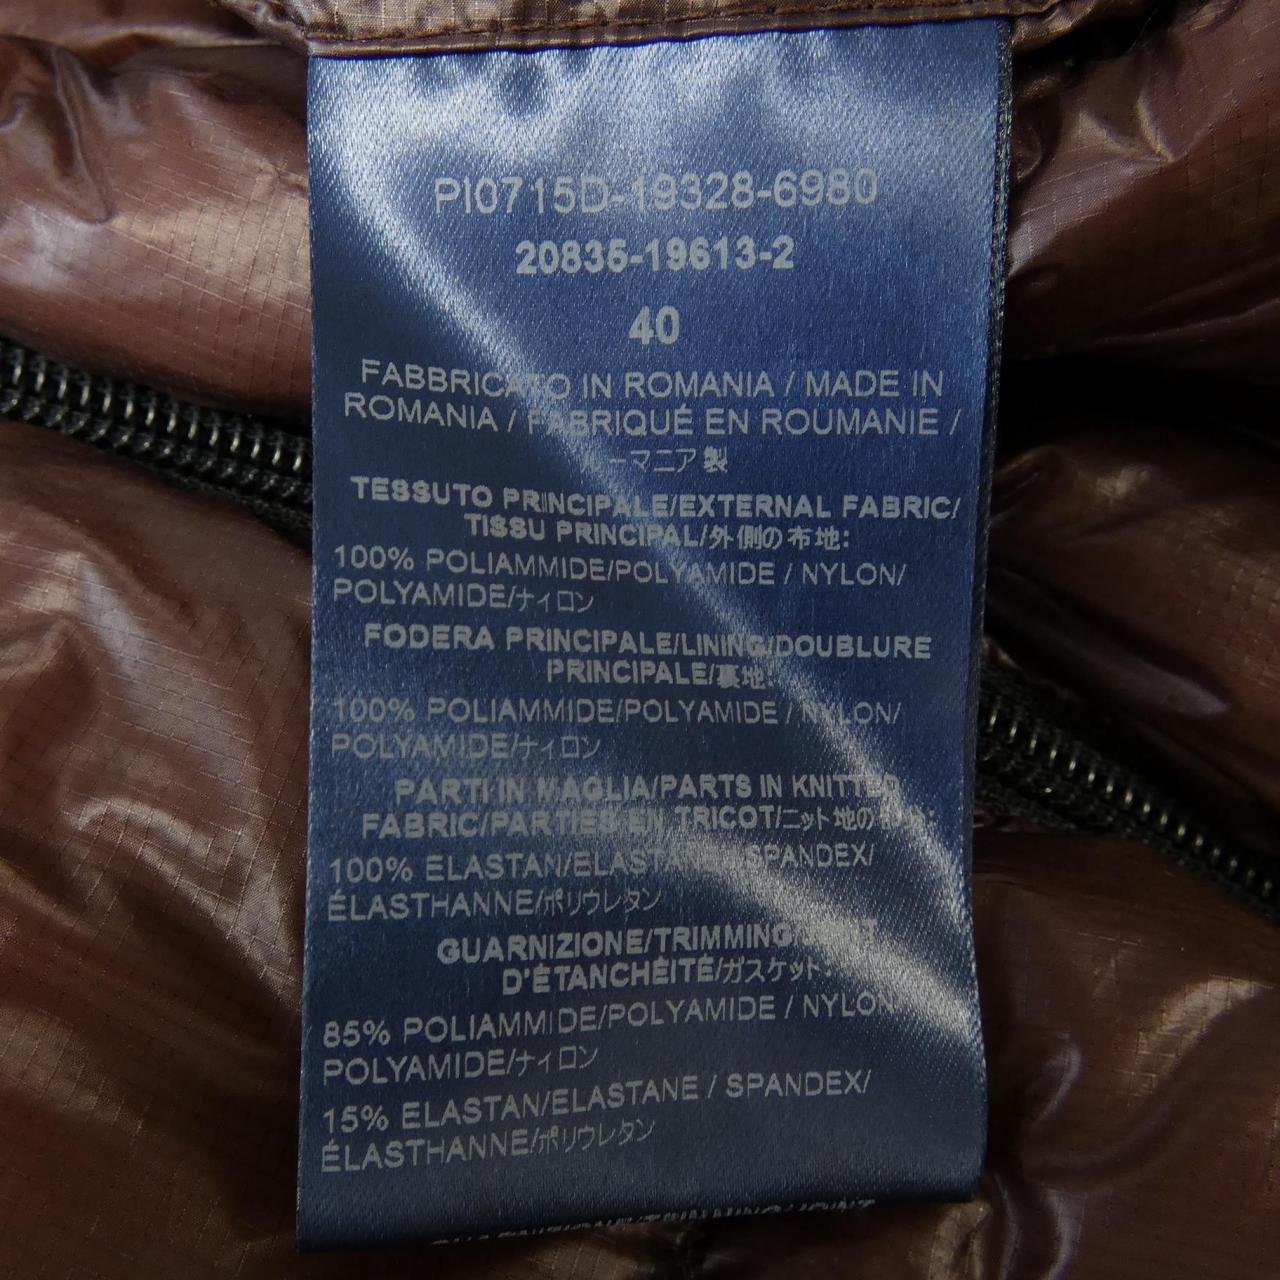 PI0715D-19328-6980
20835-19613-2
40
FABBRICATO IN ROMANIA / MADE IN
ROMANIA / FABRIQUÉ EN ROUMANIE /
ルーマニア製
TESSUTO PRINCIPALE/EXTERNAL FABRIC/
TISSU PRINCIPAL/外側の布地:
100% POLIAMMIDE/POLYAMIDE / NYLON/
POLYAMIDE/ナイロン
FODERA PRINCIPALE/LINING/DOUBLURE
PRINCIPALE/裏地:
100% POLIAMMIDE/POLYAMIDE / NYLON/
POLYAMIDE/ナイロン
PARTI IN MAGLIA/PARTS IN KNITTED
FABRIC/PARTIES EN TRICOT/ニット地の
100% ELASTAN/ELASTANE / SPANDEX/
ÉLASTHANNE/ポリウレタン
GUARNIZIONE/TRIMMING/
D'ÉTANCHÉITÉ/ガスケット:
85% POLIAMMIDE/POLYAMIDE / NYLON/
POLYAMIDE/ナイロン
15% ELASTAN/ELASTANE / SPANDEX/
ÉLASTHANNE/ポリウレタン